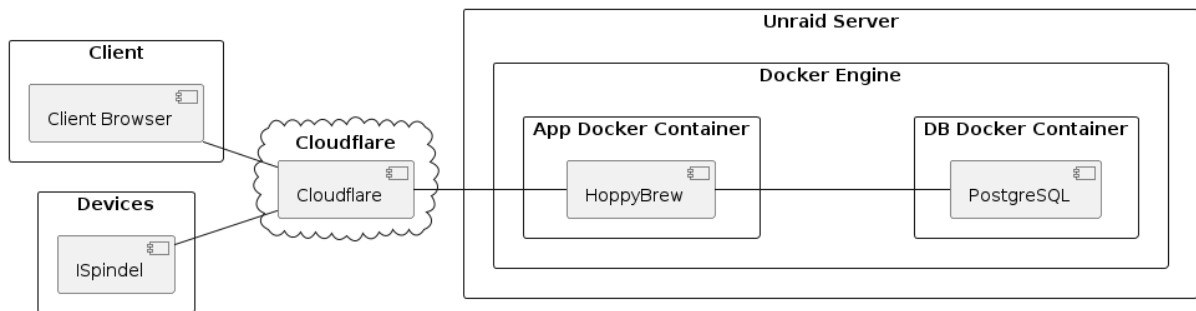 Client
Client Browser
Devices
ISpindel
Cloudflare
Cloudflare
Unraid Server
Docker Engine
App Docker Container
HoppyBrew
DB Docker Container
PostgreSQL